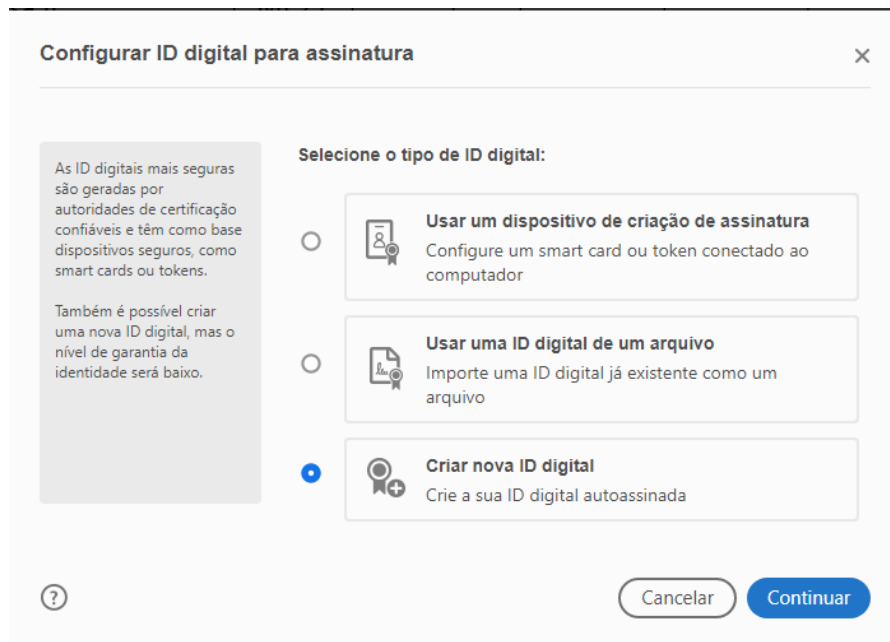 Configurar ID digital para assinatura
As ID digitais mais seguras
são geradas por
autoridades de certificação
confiáveis e têm como base
dispositivos seguros, como
smart cards ou tokens.
Também é possível criar
uma nova ID digital, mas o
nível de garantia da
identidade será baixo.
Selecione o tipo de ID digital:
Usar um dispositivo de criação de assinatura
Configure um smart card ou token conectado ao
computador
Usar uma ID digital de um arquivo
Importe uma ID digital já existente como um
arquivo
Criar nova ID digital
Crie a sua ID digital autoassinada
?
Cancelar
Continuar